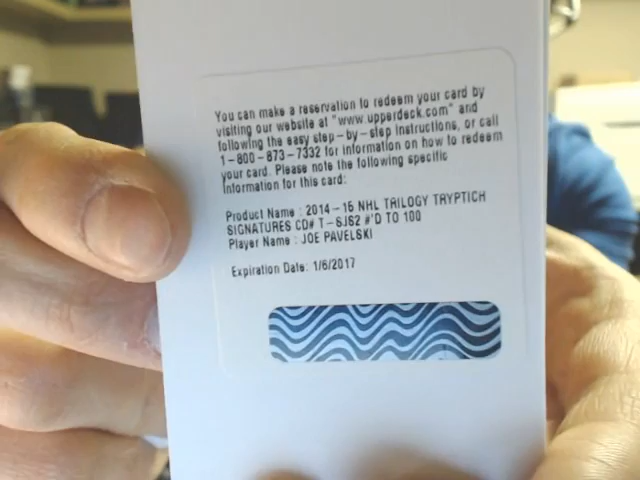 You can make a reservation to redeem your card by
visiting our website at "www.upperdeck.com" and
following the easy step-by-step instructions, or call
1-800-873-7332 for information on how to redeem
your card. Please note the following specific
information for this card:
Product Name : 2014-15 NHL TRILOGY TRYPTICH
SIGNATURES CD# T-SJS2 #'D TO 100
Player Name : JOE PAVELSKI
Expiration Date: 1/6/2017